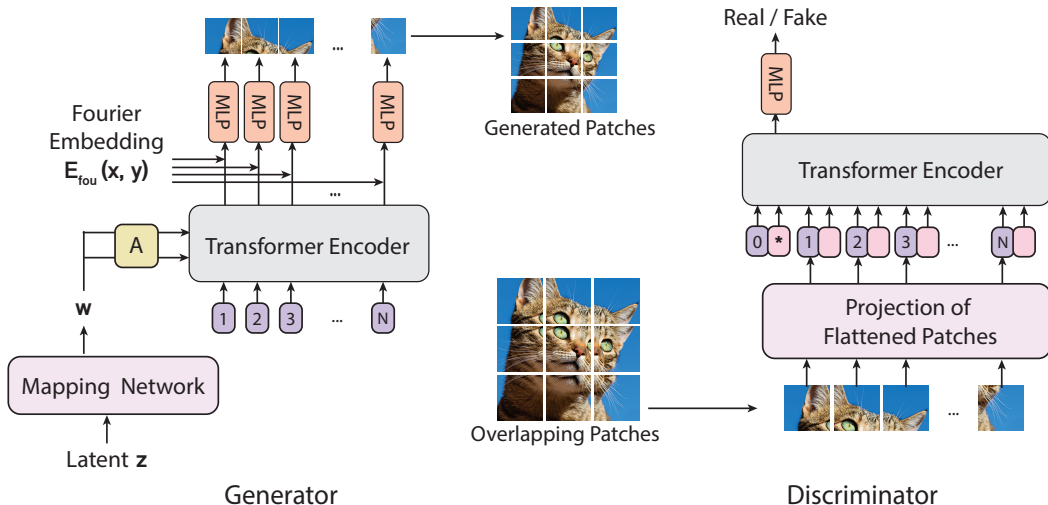 MLP
MLP
MLP
...
MLP
Fourier
Embedding
E_fou (x, y)
...
...
A
Transformer Encoder
w
1
2
3
...
N
Mapping Network
Latent z
Generator
Generated Patches
Overlapping Patches
Real / Fake
MLP
Transformer Encoder
0
*
1
2
3
...
N
Projection of
Flattened Patches
...
Discriminator